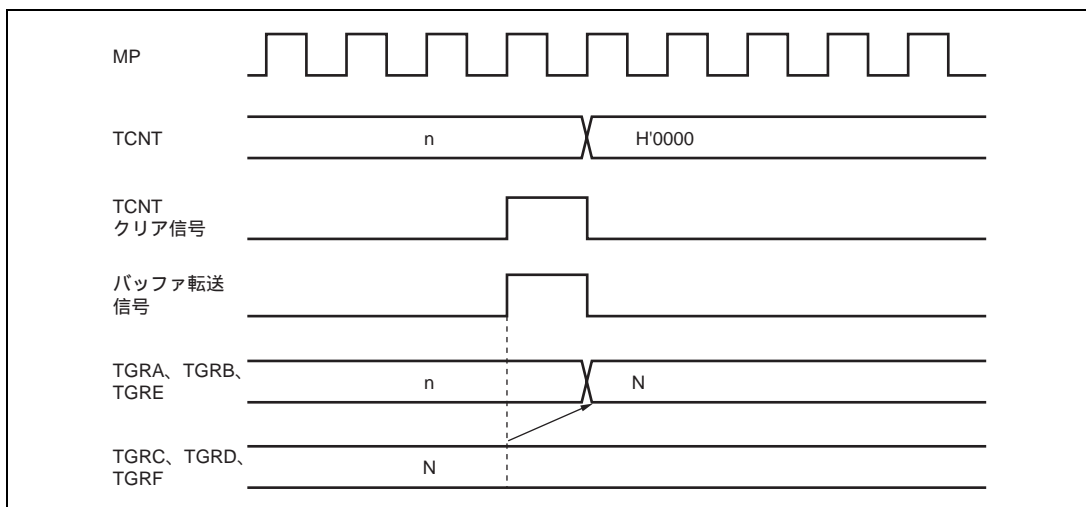 MP
TCNT
n
H'0000
TCNT
クリア信号
バッファ転送
信号
TGRA、TGRB、
TGRE
n
N
TGRC、TGRD、
TGRF
N